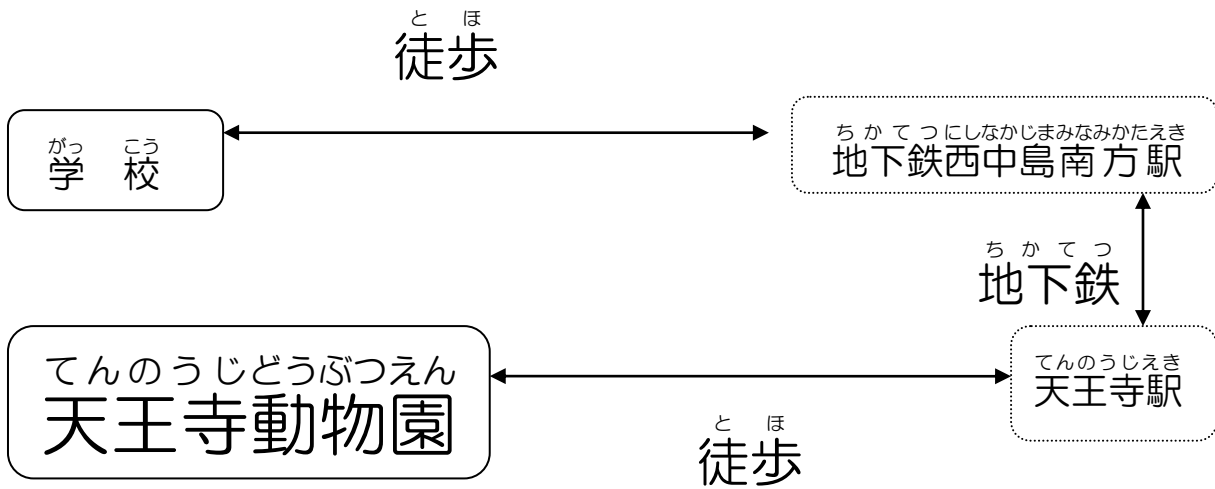 とほ
徒歩
がっこう
学校
ちかてつにしなかじまみなみかたえき
地下鉄西中島南方駅
ちかてつ
地下鉄
てんのうじどうぶつえん
天王寺動物園
てんのうじえき
天王寺駅
とほ
徒歩